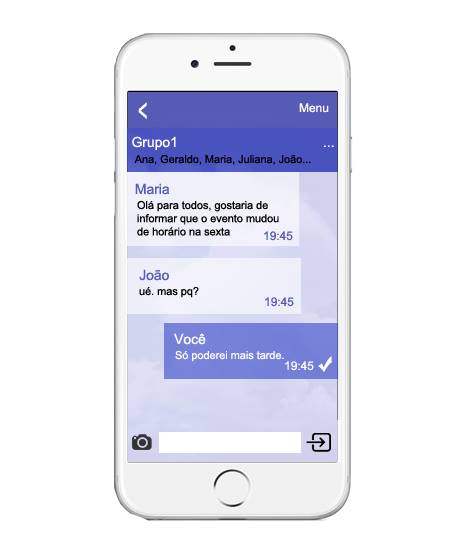 Menu
Grupo1
...
Ana, Geraldo, Maria, Juliana, João...
Maria
Olá para todos, gostaria de
informar que o evento mudou
de horário na sexta
19:45
João
ué. mas pq?
19:45
Você
Só poderei mais tarde.
19:45